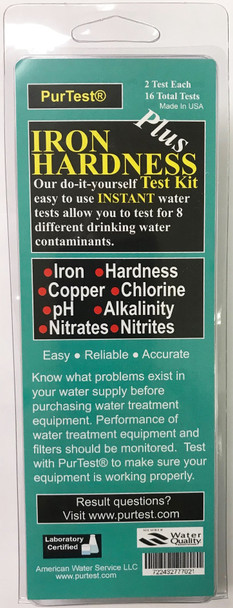 PurTest®
2 Test Each
16 Total Tests
Made In USA
Plus
IRON
HARDNESS
Our do-it-yourself Test Kit
easy to use INSTANT water
tests allow you to test for 8
different drinking water
contaminants.
●Iron ●Hardness
●Copper ●Chlorine
●pH ●Alkalinity
●Nitrates ●Nitrites
Easy ● Reliable ● Accurate
Know what problems exist in
your water supply before
purchasing water treatment
equipment. Performance of
water treatment equipment and
filters should be monitored. Test
with PurTest® to make sure your
equipment is working properly.
Result questions?
Visit www.purtest.com
Laboratory
Certified
MEMBER
Water
Quality
American Water Service LLC
www.purtest.com